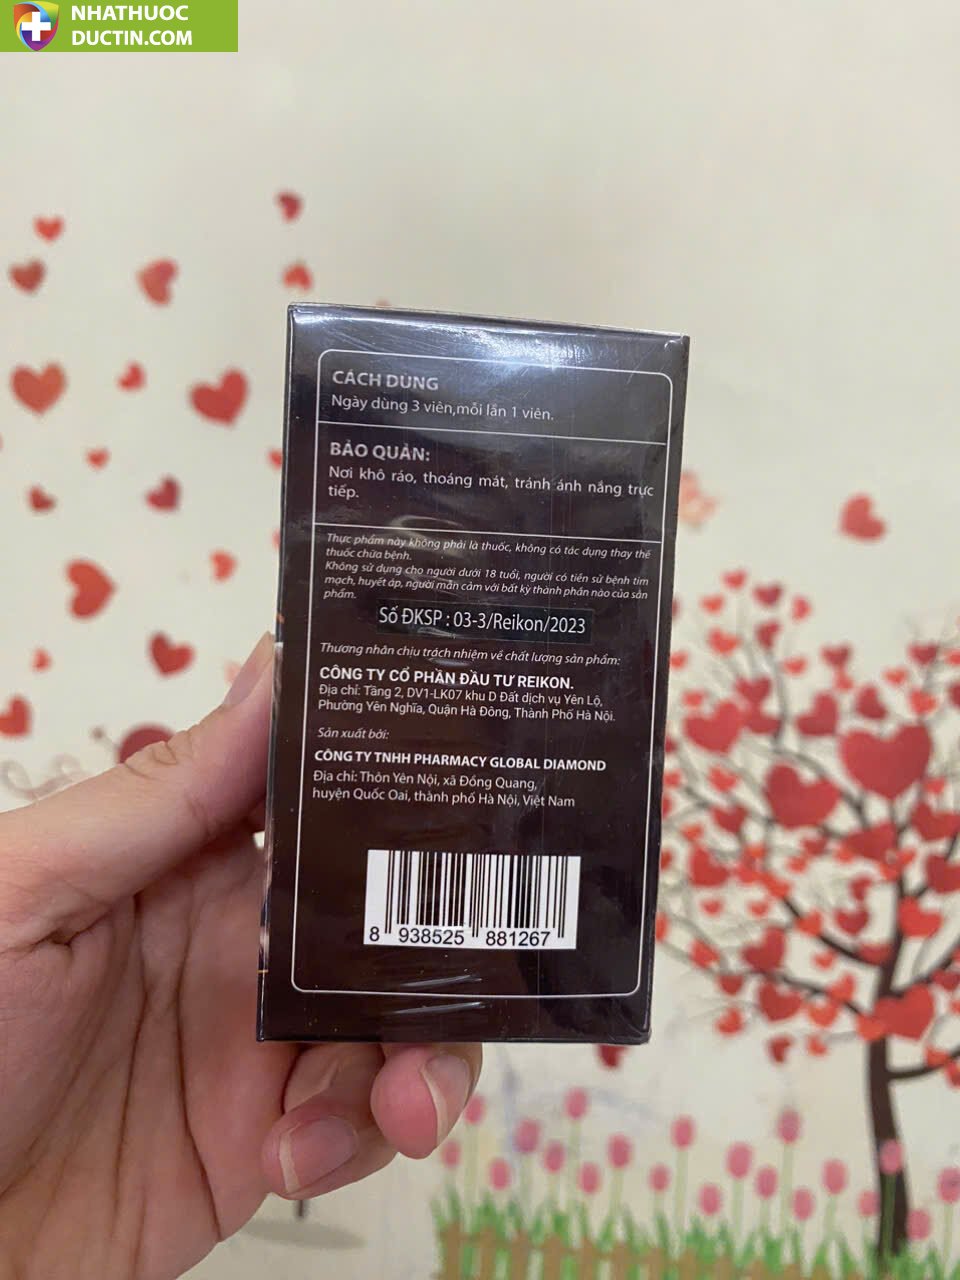 NHATHUOC
DUCTIN.COM
CÁCH DÙNG
Ngày dùng 3 viên,mỗi lần 1 viên.
BẢO QUẢN:
Nơi khô ráo, thoáng mát, tránh ánh nắng trực
tiếp.
Thực phẩm này không phải là thuốc, không có tác dụng thay thế
thuốc chữa bệnh.
Không sử dụng cho người dưới 18 tuổi, người có tiền sử bệnh tim
mạch, huyết áp, người mẫn cảm với bất kỳ thành phần nào của sản
phẩm.
Số ĐKSP : 03-3/Reikon/2023
Thương nhân chịu trách nhiệm về chất lượng sản phẩm:
CÔNG TY CỔ PHẦN ĐẦU TƯ REIKON.
Địa chỉ: Tầng 2, DV1-LK07 khu D Đất dịch vụ Yên Lộ,
Phường Yên Nghĩa, Quận Hà Đông, Thành Phố Hà Nội.
Sản xuất bởi:
CÔNG TY TNHH PHARMACY GLOBAL DIAMOND
Địa chỉ: Thôn Yên Nội, xã Đồng Quang,
huyện Quốc Oai, thành phố Hà Nội, Việt Nam
8 938525 881267